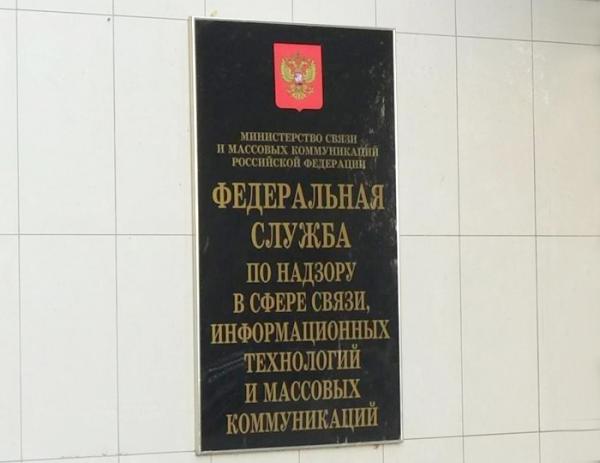 МИНИСТЕРСТВО СВЯЗИ
И МАССОВЫХ КОММУНИКАЦИЙ
РОССИЙСКОЙ ФЕДЕРАЦИИ
ФЕДЕРАЛЬНАЯ
СЛУЖБА
ПО НАДЗОРУ
В СФЕРЕ СВЯЗИ,
ИНФОРМАЦИОННЫХ
ТЕХНОЛОГИЙ
И МАССОВЫХ
КОММУНИКАЦИЙ